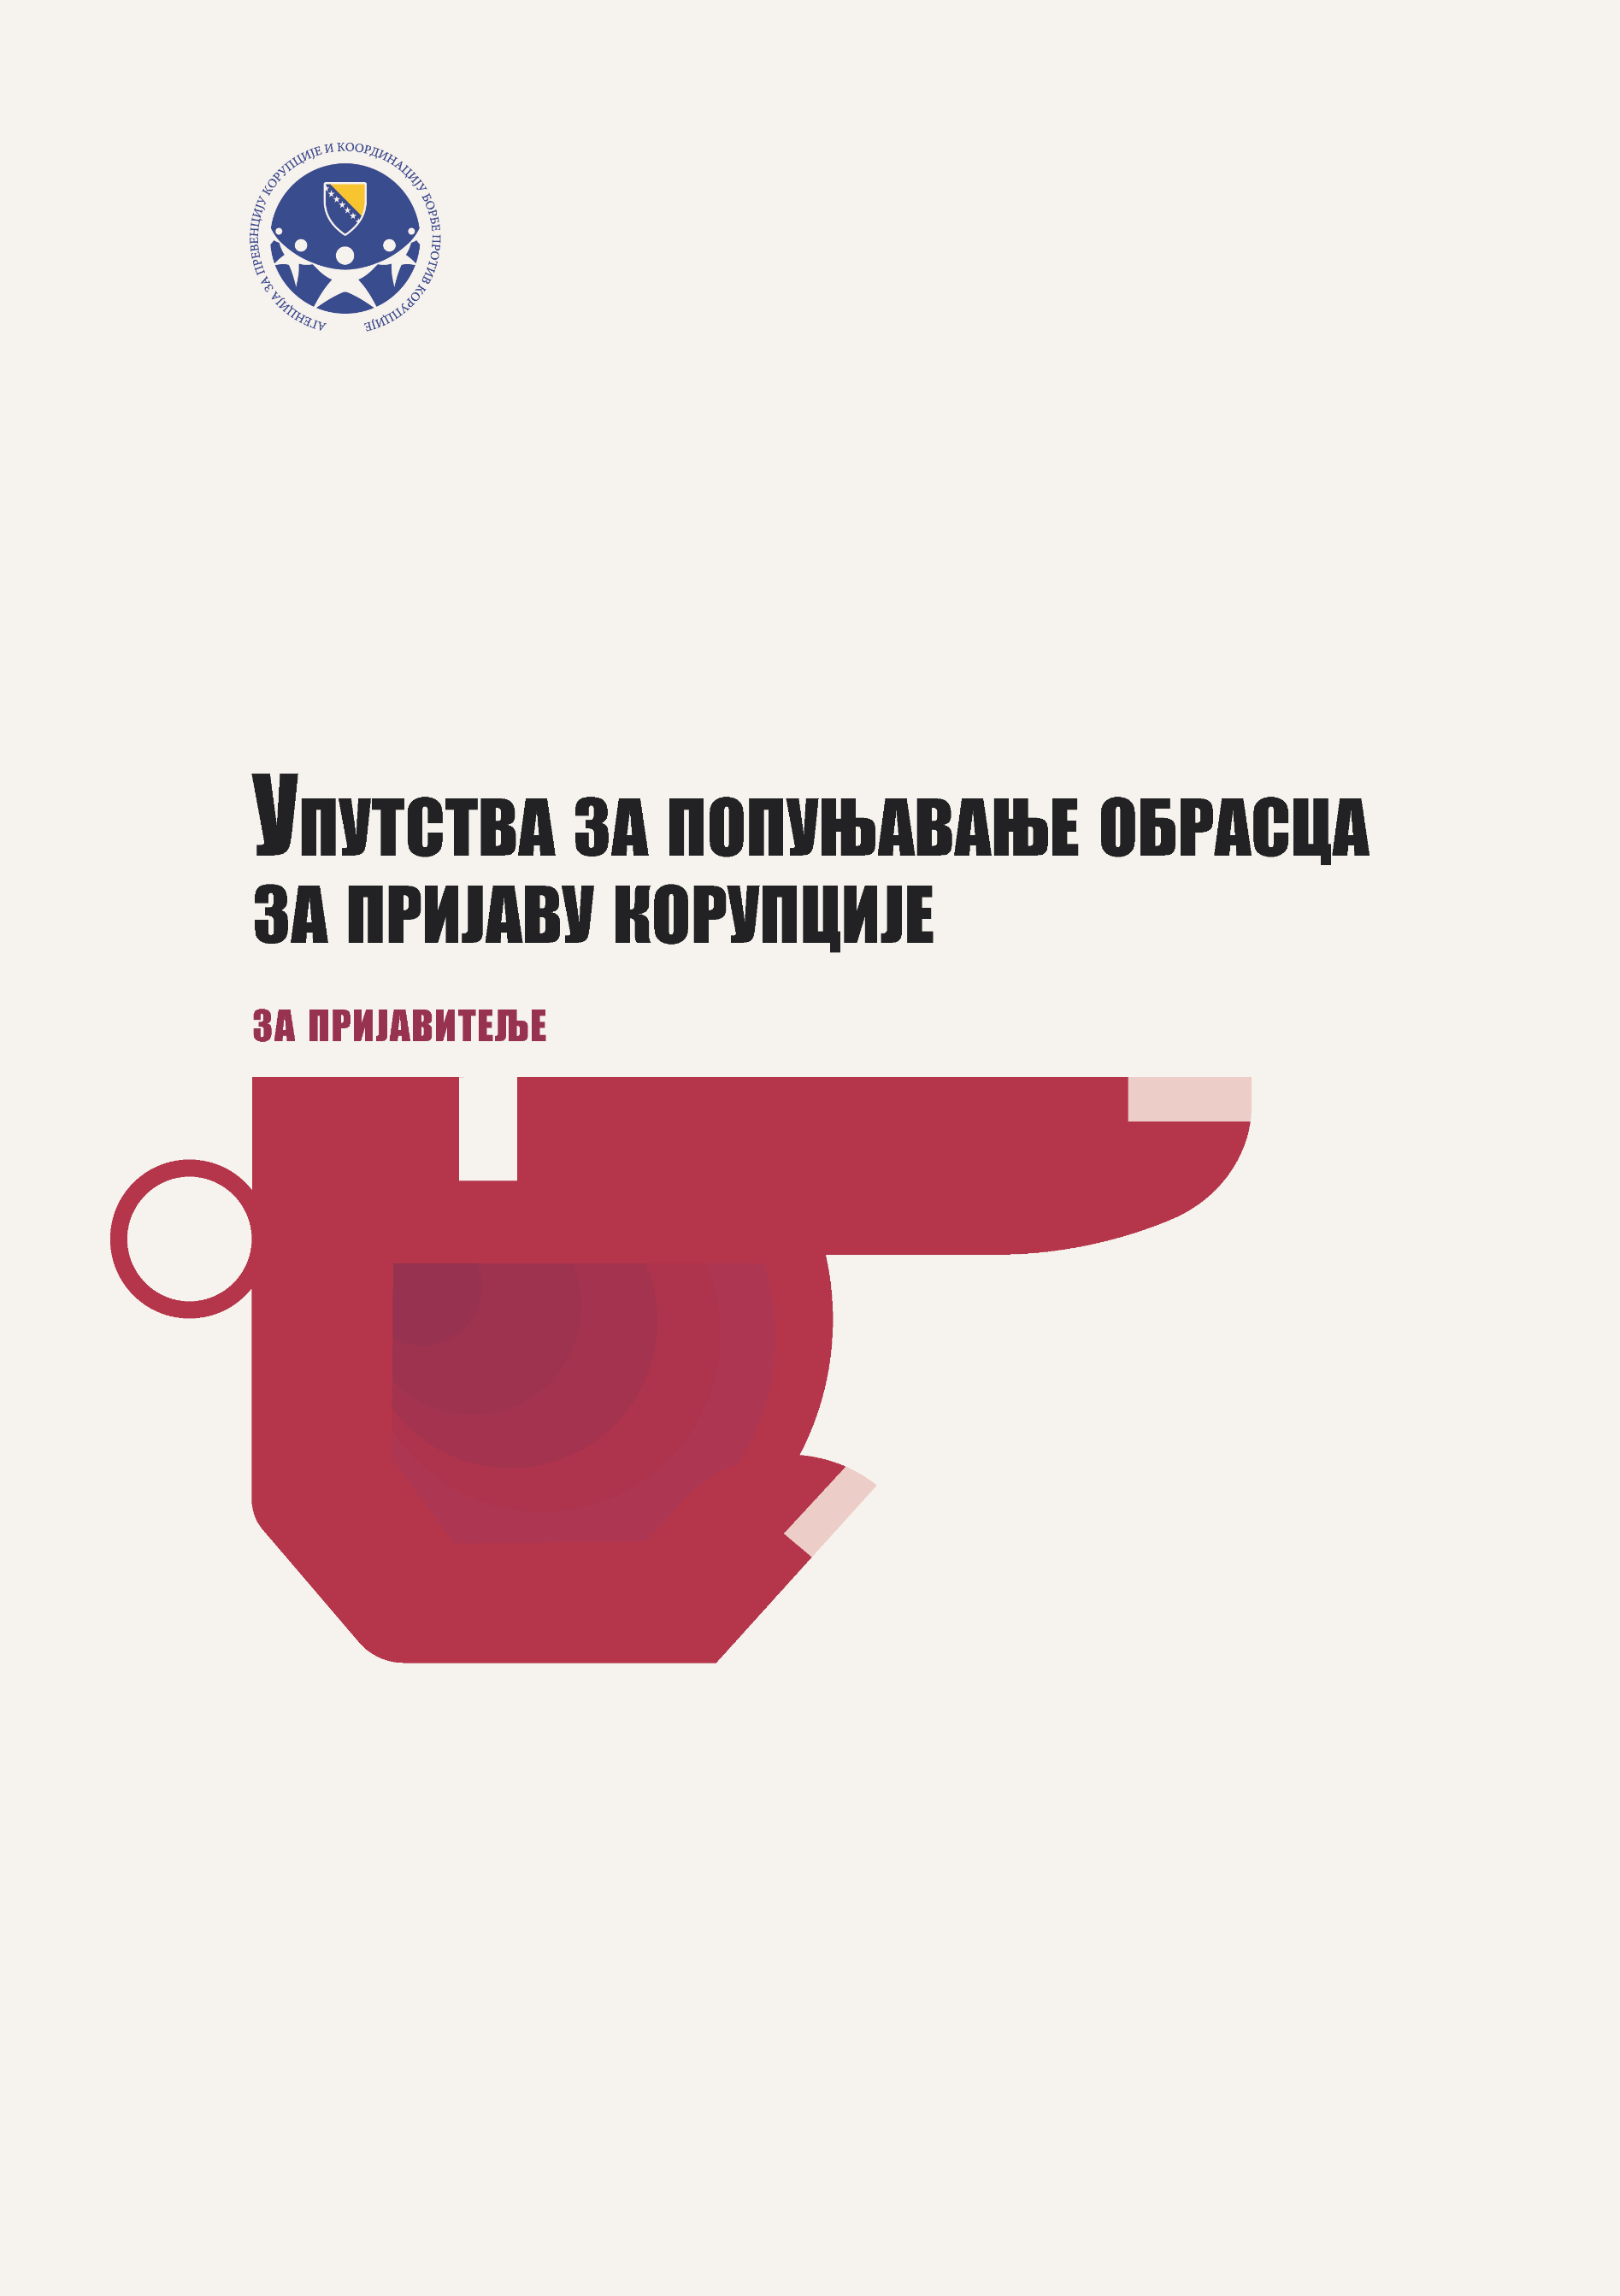 АГЕНЦИЈА ЗА ПРЕВЕНЦИЈУ КОРУПЦИЈЕ И КООРДИНАЦИЈУ БОРБЕ ПРОТИВ КОРУПЦИЈЕ
УПУТСТВА ЗА ПОПУЊАВАЊЕ ОБРАСЦА
ЗА ПРИЈАВУ КОРУПЦИЈЕ
ЗА ПРИЈАВИТЕЉЕ